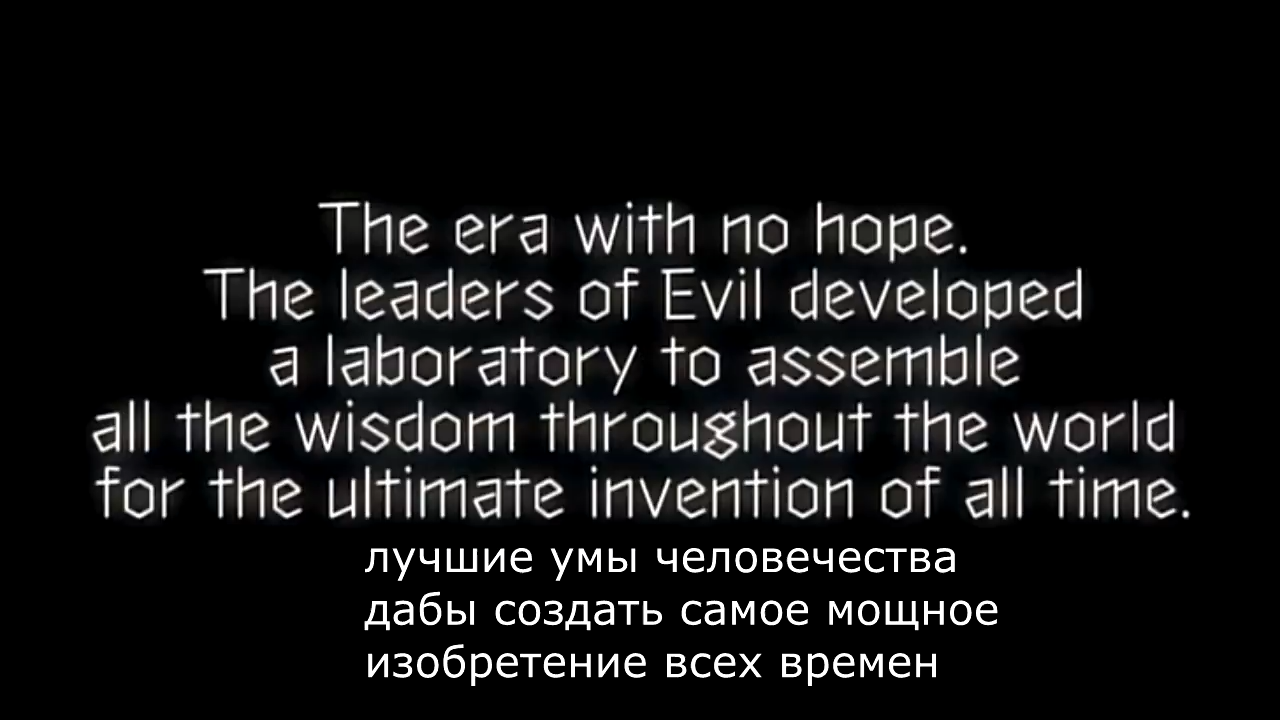 The era with no hope.
The leaders of Evil developed
a laboratory to assemble
all the wisdom throughout the world
for the ultimate invention of all time.
лучшие умы человечества
дабы создать самое мощное
изобретение всех времен